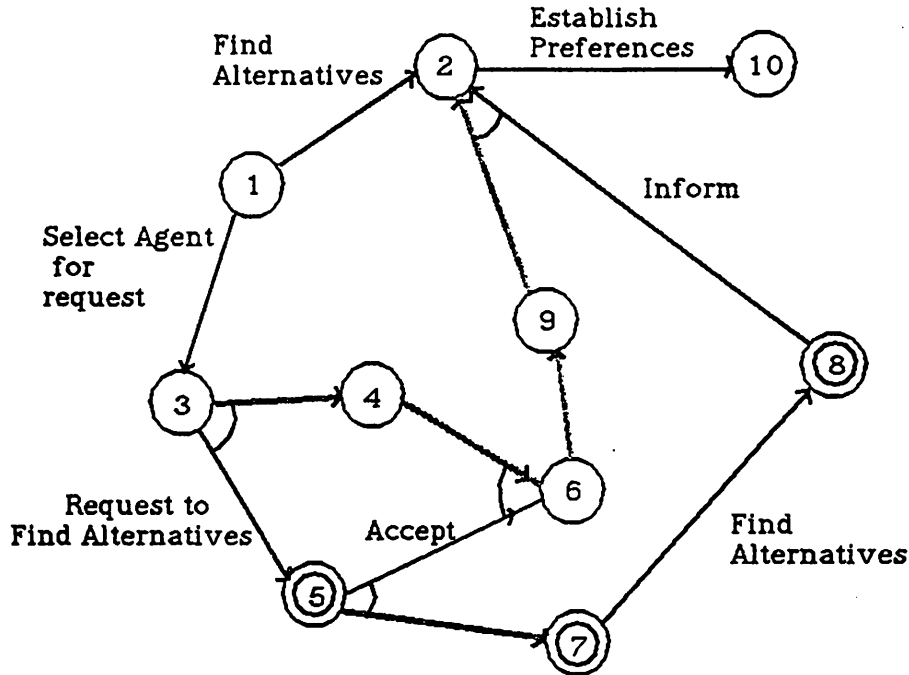 Find
Alternatives
Establish
Preferences
2
10
1
Inform
Select Agent
for
request
9
8
3
4
6
Request to
Find Alternatives
Accept
Find
Alternatives
5
7